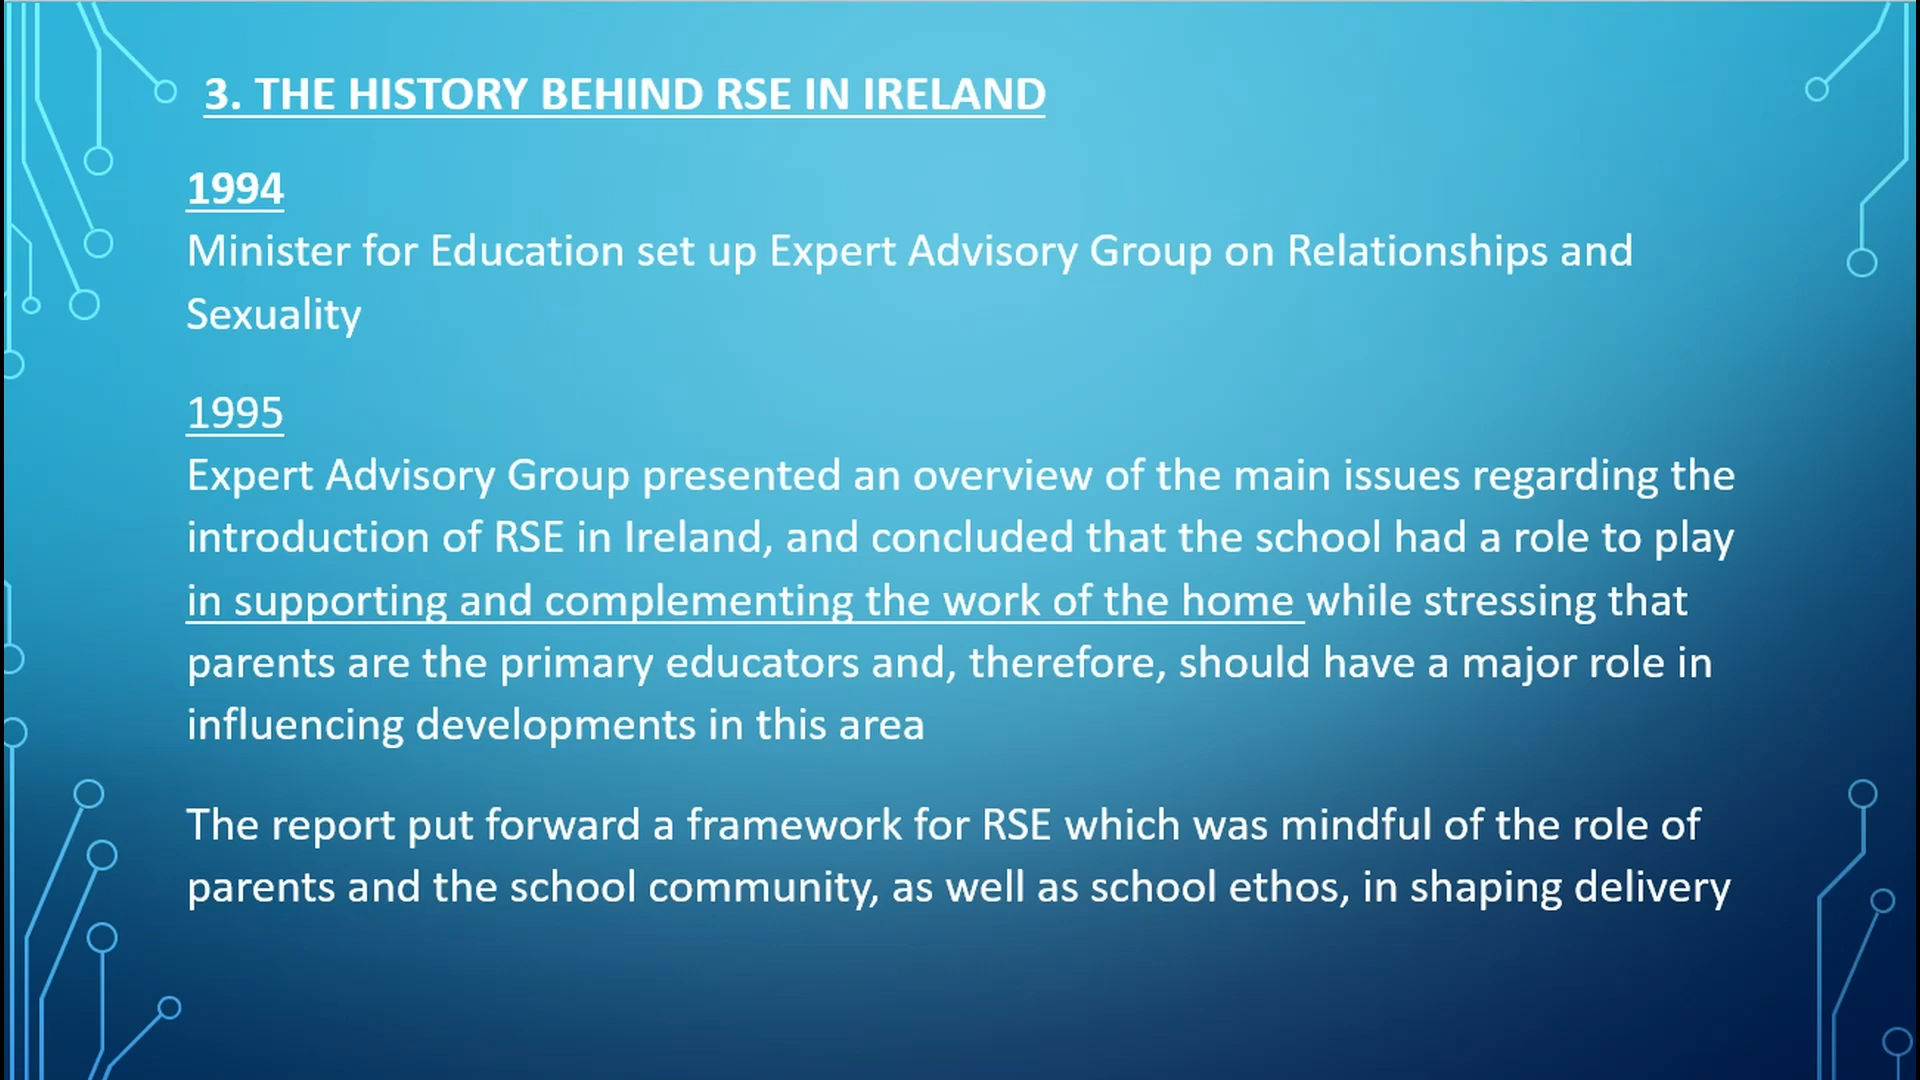 3. THE HISTORY BEHIND RSE IN IRELAND
1994
Minister for Education set up Expert Advisory Group on Relationships and
Sexuality
1995
Expert Advisory Group presented an overview of the main issues regarding the
introduction of RSE in Ireland, and concluded that the school had a role to play
in supporting and complementing the work of the home while stressing that
parents are the primary educators and, therefore, should have a major role in
influencing developments in this area
The report put forward a framework for RSE which was mindful of the role of
parents and the school community, as well as school ethos, in shaping delivery